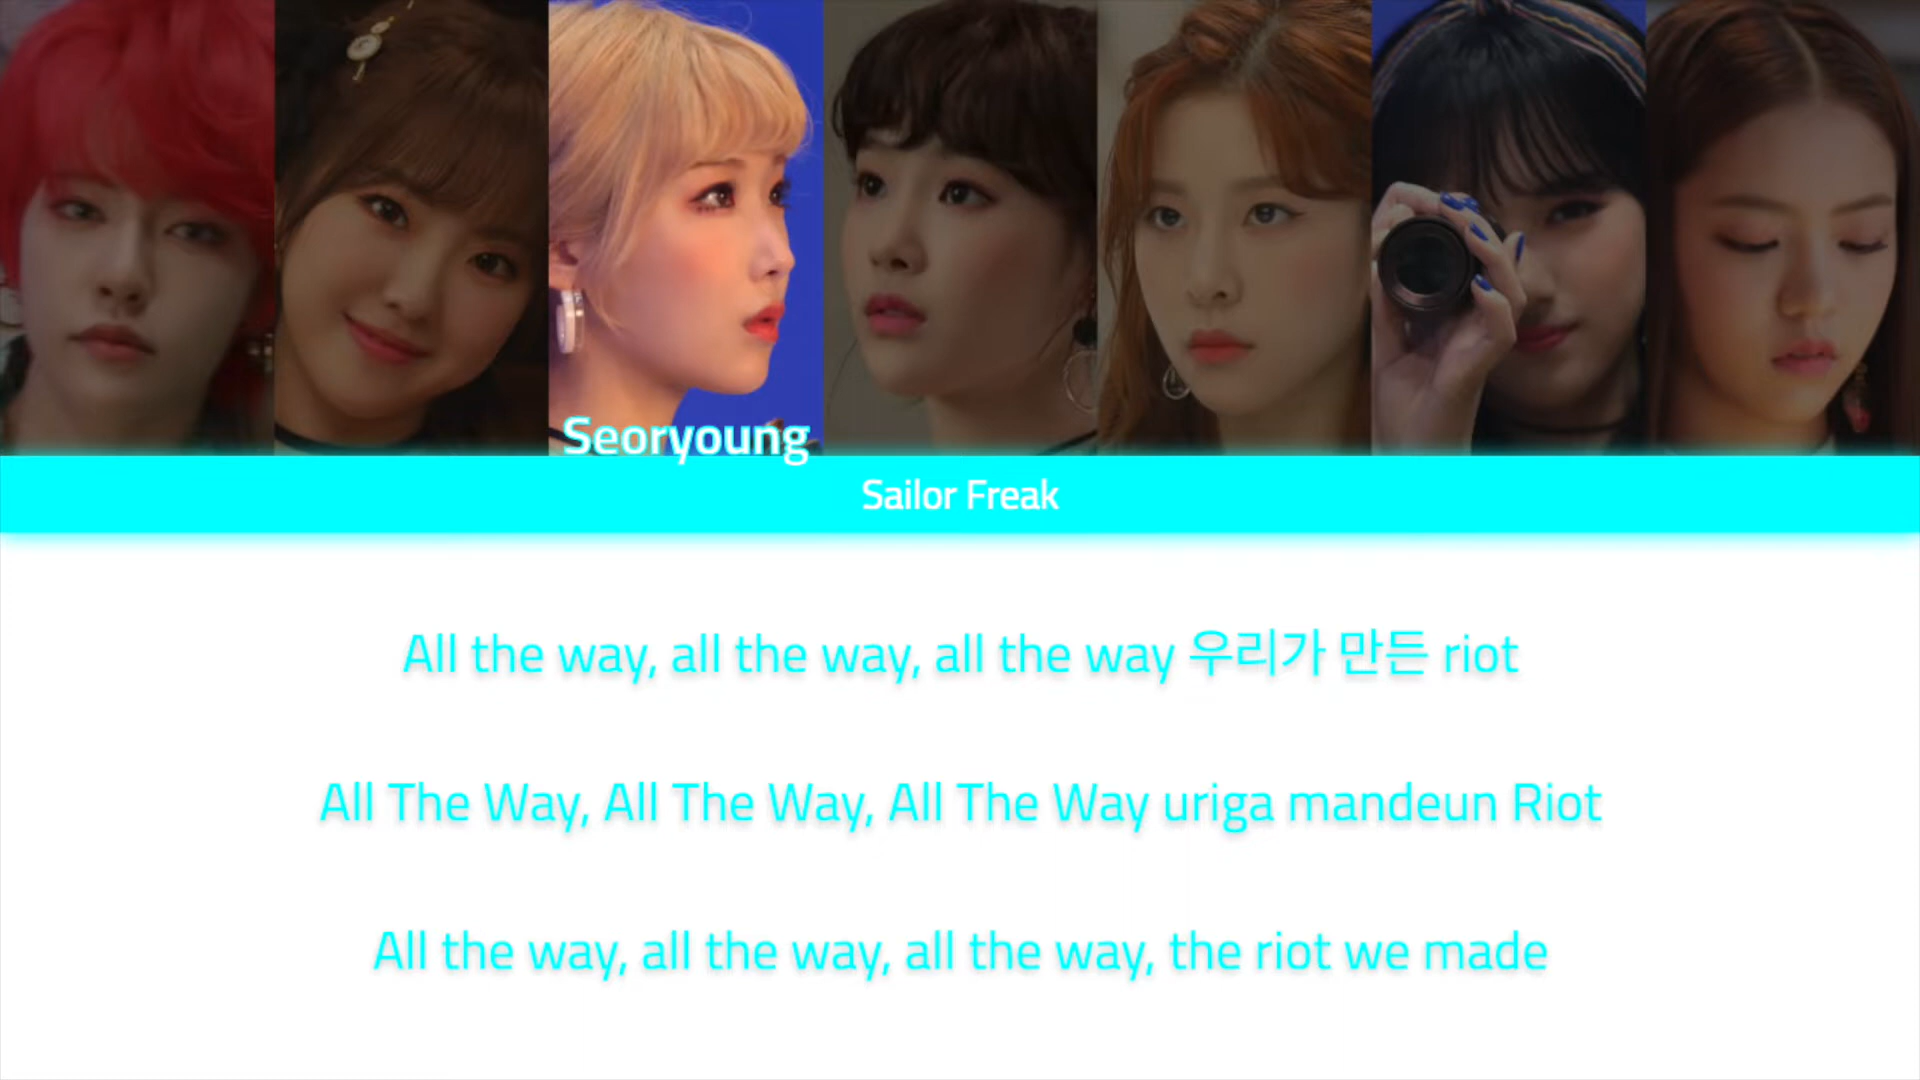 Seoryoung
Sailor Freak
All the way, all the way, all the way 우리가 만든 riot
All The Way, All The Way, All The Way uriga mandeun Riot
All the way, all the way, all the way, the riot we made